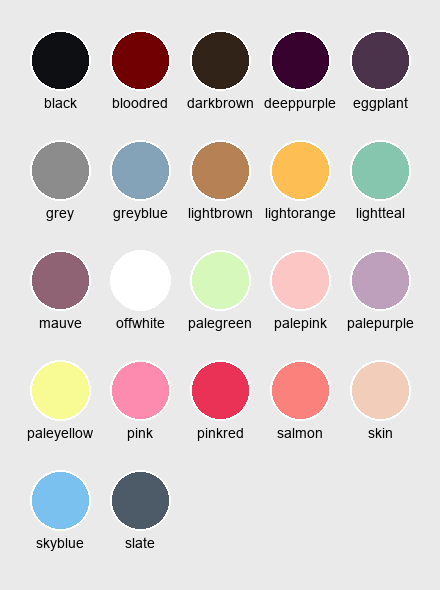 black bloodred darkbrown deeppurple eggplant
grey greyblue lightbrown lightorange lightteal
mauve offwhite palegreen palepink palepurple
paleyellow pink pinkred salmon skin
skyblue slate